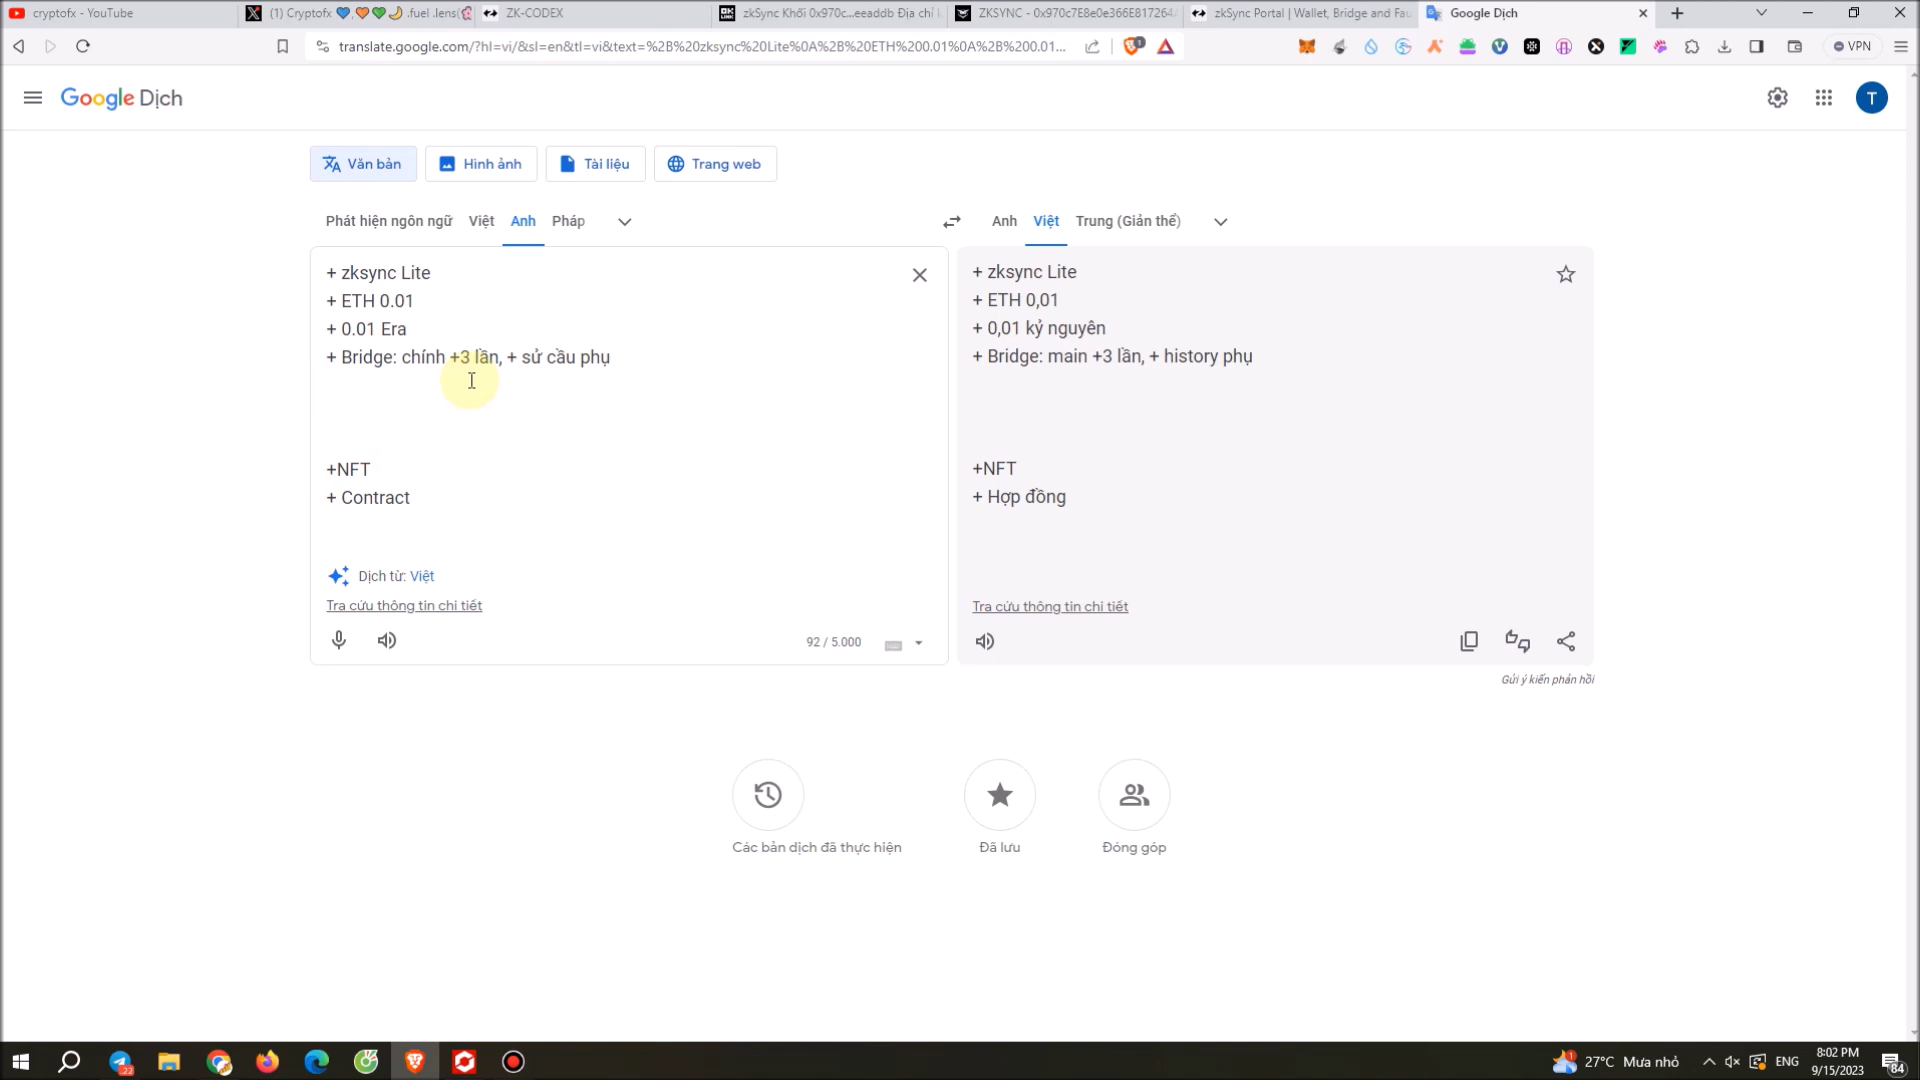 cryptofx - YouTube
(1) Cryptofx 💙🧡💚🌙 .fuel .lens(
ZK-CODEX
zkSync Khối 0x970c...eeaddb Địa chỉ
ZKSYNC - 0x970c7E8e0e366E817264
zkSync Portal | Wallet, Bridge and Fau
Google Dịch
translate.google.com/?hl=vi/&sl=en&tl=vi&text=%2B%20zksync%20Lite%0A%2B%20ETH%200.01%0A%2B%200.01...
1
VPN
Google Dịch
T
Văn bản
Hình ảnh
Tài liệu
Trang web
Phát hiện ngôn ngữ Việt Anh Pháp
Anh Việt Trung (Giản thể)
+ zksync Lite
+ ETH 0.01
+ 0.01 Era
+ Bridge: chính +3 lần, + sử cầu phụ
+NFT
+ Contract
Dịch từ: Việt
Tra cứu thông tin chi tiết
92 / 5.000
+ zksync Lite
+ ETH 0,01
+ 0,01 kỷ nguyên
+ Bridge: main +3 lần, + history phụ
+NFT
+ Hợp đồng
Tra cứu thông tin chi tiết
Gửi ý kiến phản hồi
Các bản dịch đã thực hiện
Đã lưu
Đóng góp
22
1
27°C Mưa nhỏ
ENG
8:02 PM
9/15/2023
84